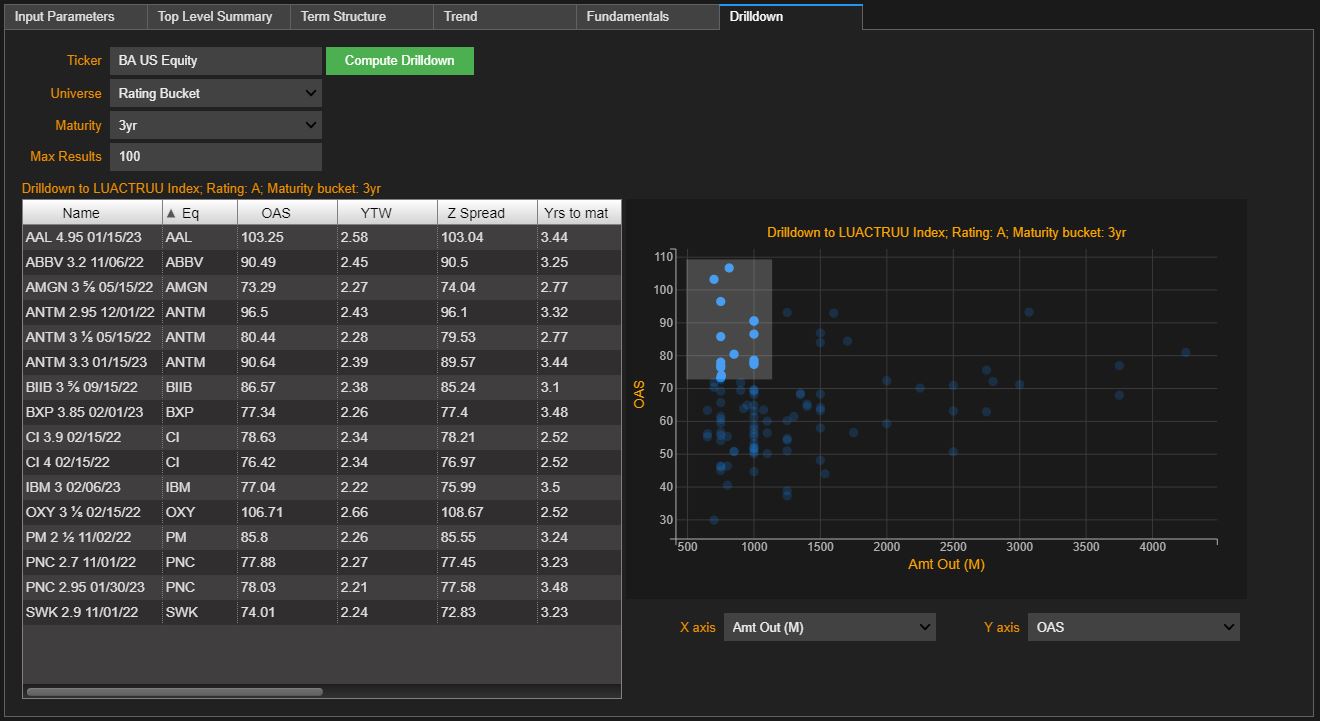 Input Parameters Top Level Summary Term Structure Trend Fundamentals Drilldown
Ticker BA US Equity Compute Drilldown
Universe Rating Bucket
Maturity 3yr
Max Results 100
Drilldown to LUACTRUU Index; Rating: A; Maturity bucket: 3yr
Name ▲ Eq OAS YTW Z Spread Yrs to mat
AAL 4.95 01/15/23 AAL 103.25 2.58 103.04 3.44
ABBV 3.2 11/06/22 ABBV 90.49 2.45 90.5 3.25
AMGN 3 ⅝ 05/15/22 AMGN 73.29 2.27 74.04 2.77
ANTM 2.95 12/01/22 ANTM 96.5 2.43 96.1 3.32
ANTM 3 ⅛ 05/15/22 ANTM 80.44 2.28 79.53 2.77
ANTM 3.3 01/15/23 ANTM 90.64 2.39 89.57 3.44
BIIB 3 ⅝ 09/15/22 BIIB 86.57 2.38 85.24 3.1
BXP 3.85 02/01/23 BXP 77.34 2.26 77.4 3.48
CI 3.9 02/15/22 CI 78.63 2.34 78.21 2.52
CI 4 02/15/22 CI 76.42 2.34 76.97 2.52
IBM 3 02/06/23 IBM 77.04 2.22 75.99 3.5
OXY 3 ⅛ 02/15/22 OXY 106.71 2.66 108.67 2.52
PM 2 ½ 11/02/22 PM 85.8 2.26 85.55 3.24
PNC 2.7 11/01/22 PNC 77.88 2.27 77.45 3.23
PNC 2.95 01/30/23 PNC 78.03 2.21 77.58 3.48
SWK 2.9 11/01/22 SWK 74.01 2.24 72.83 3.23
Drilldown to LUACTRUU Index; Rating: A; Maturity bucket: 3yr
110
100
90
80
70
60
50
40
30
OAS
500 1000 1500 2000 2500 3000 3500 4000
Amt Out (M)
X axis Amt Out (M) Y axis OAS